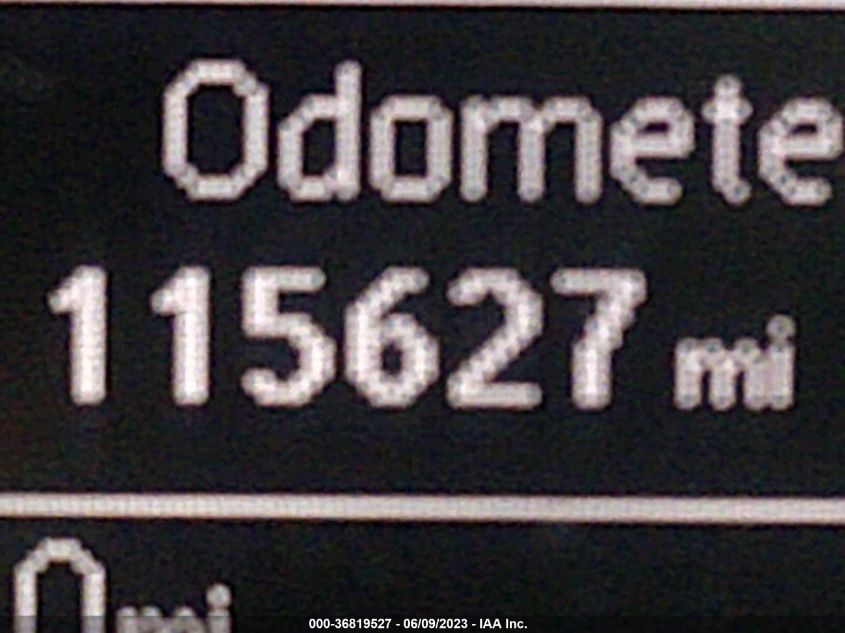 Odomete
115627 mi
0 mi
000-36819527 - 06/09/2023 - IAA Inc.